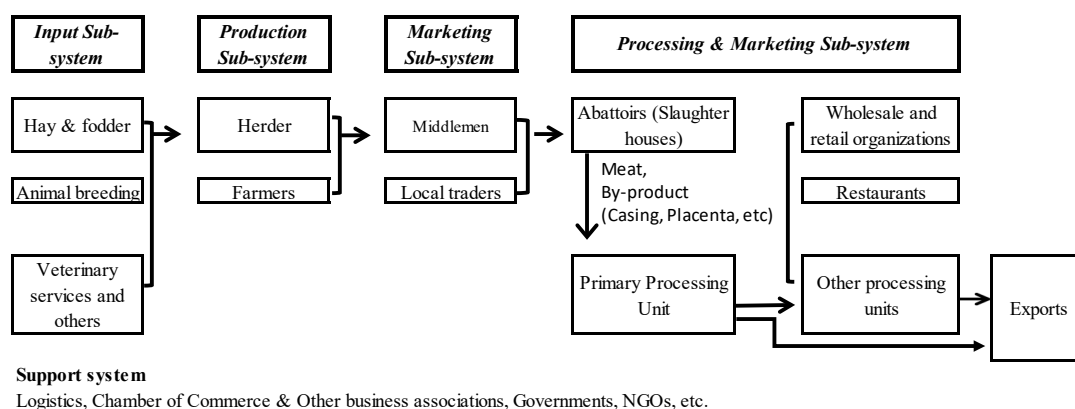 Input Sub-
system
Production
Sub-system
Marketing
Sub-system
Processing & Marketing Sub-system
Hay & fodder
Animal breeding
Veterinary
services and
others
Herder
Farmers
Middlemen
Local traders
Abattoirs (Slaughter
houses)
Meat,
By-product
(Casing, Placenta, etc)
Primary Processing
Unit
Wholesale and
retail organizations
Restaurants
Other processing
units
Exports
Support system
Logistics, Chamber of Commerce & Other business associations, Governments, NGOs, etc.